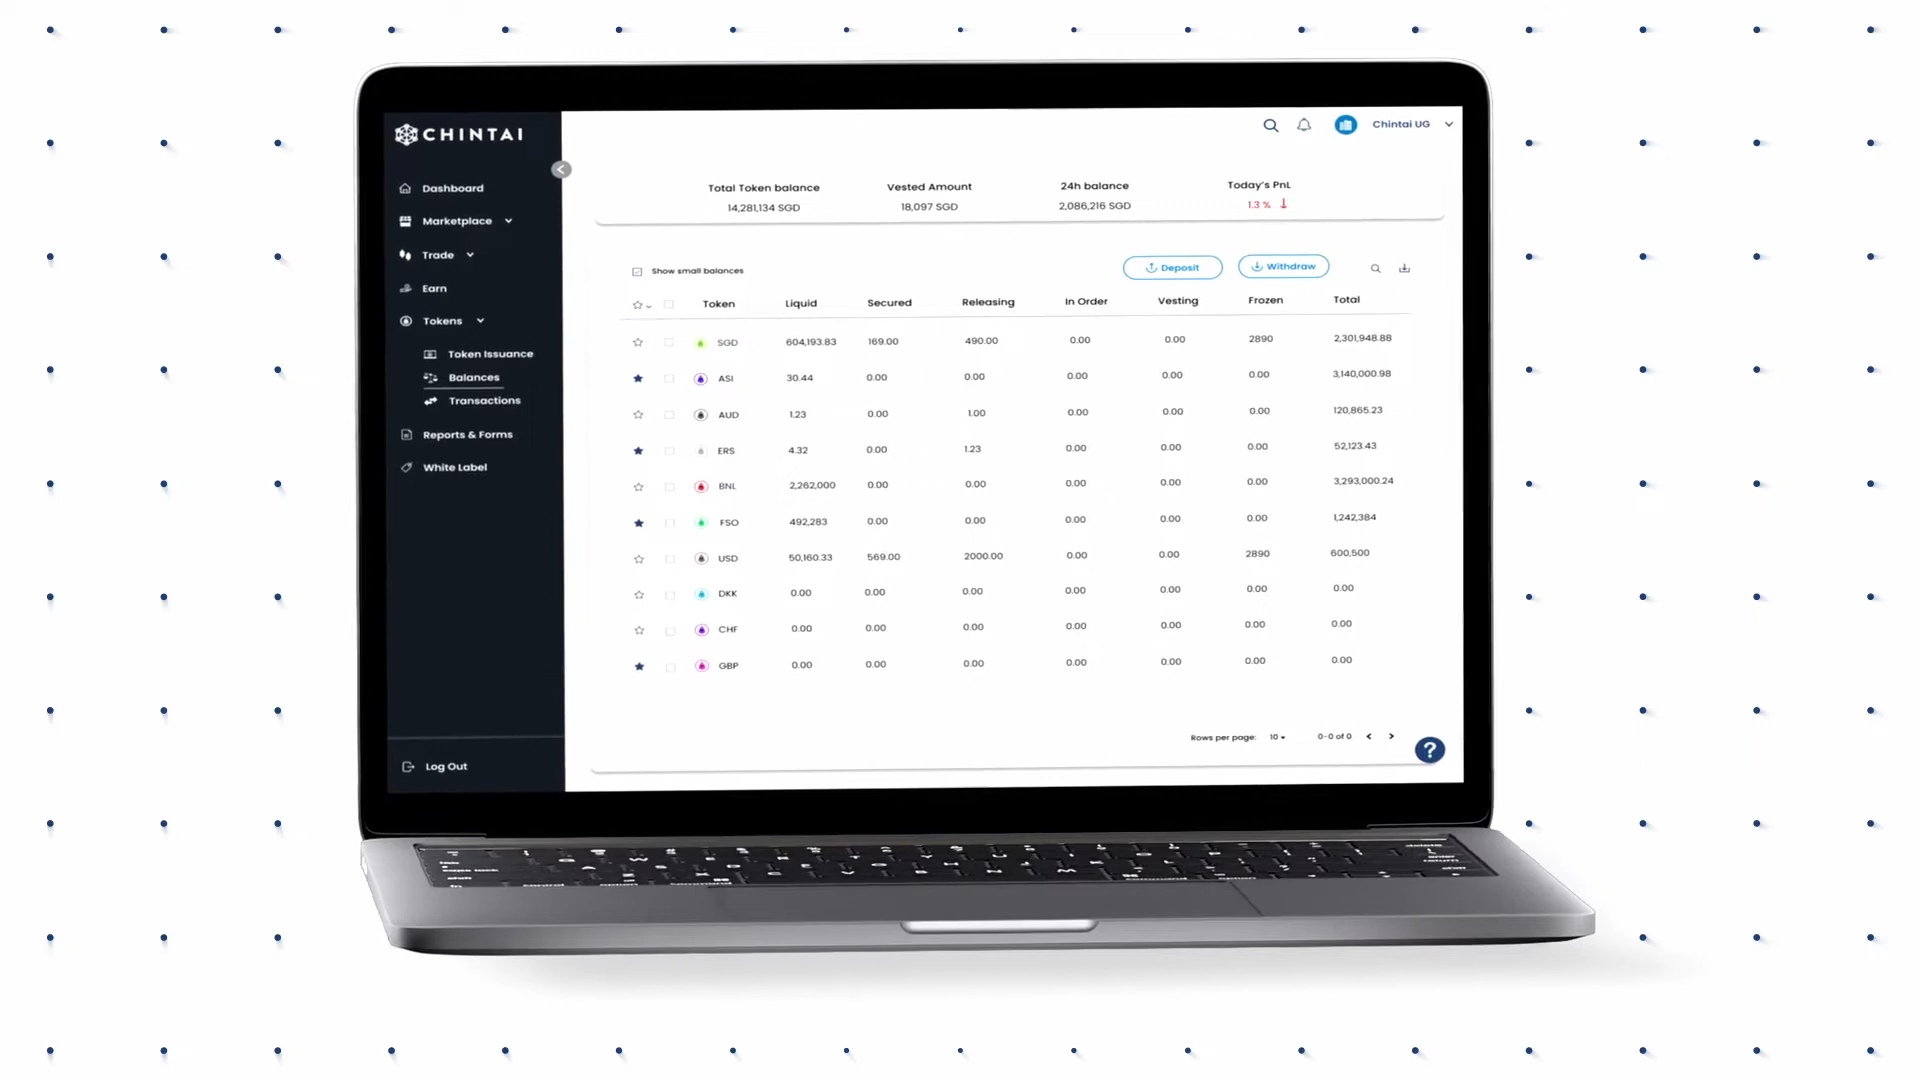 CHINTAI
Dashboard
Marketplace
Trade
Earn
Tokens
Token Issuance
Balances
Transactions
Reports & Forms
White Label
Log Out
Chintai UG
Total Token balance Vested Amount 24h balance Today's PnL
14,281,134 SGD 18,097 SGD 2,086,216 SGD 1.3 %
Show small balances Deposit Withdraw
Token Liquid Secured Releasing In Order Vesting Frozen Total
SGD 604,193.83 169.00 490.00 0.00 0.00 2890 2,301,948.88
ASI 30.44 0.00 0.00 0.00 0.00 0.00 3,140,000.98
AUD 1.23 0.00 1.00 0.00 0.00 0.00 120,865.23
ERS 4.32 0.00 1.23 0.00 0.00 0.00 52,123.43
BNL 2,262,000 0.00 0.00 0.00 0.00 0.00 3,293,000.24
FSO 492,283 0.00 0.00 0.00 0.00 0.00 1,242,384
USD 50,160.33 569.00 2000.00 0.00 0.00 2890 600,500
DKK 0.00 0.00 0.00 0.00 0.00 0.00 0.00
CHF 0.00 0.00 0.00 0.00 0.00 0.00 0.00
GBP 0.00 0.00 0.00 0.00 0.00 0.00 0.00
Rows per page: 10 0-0 of 0
?